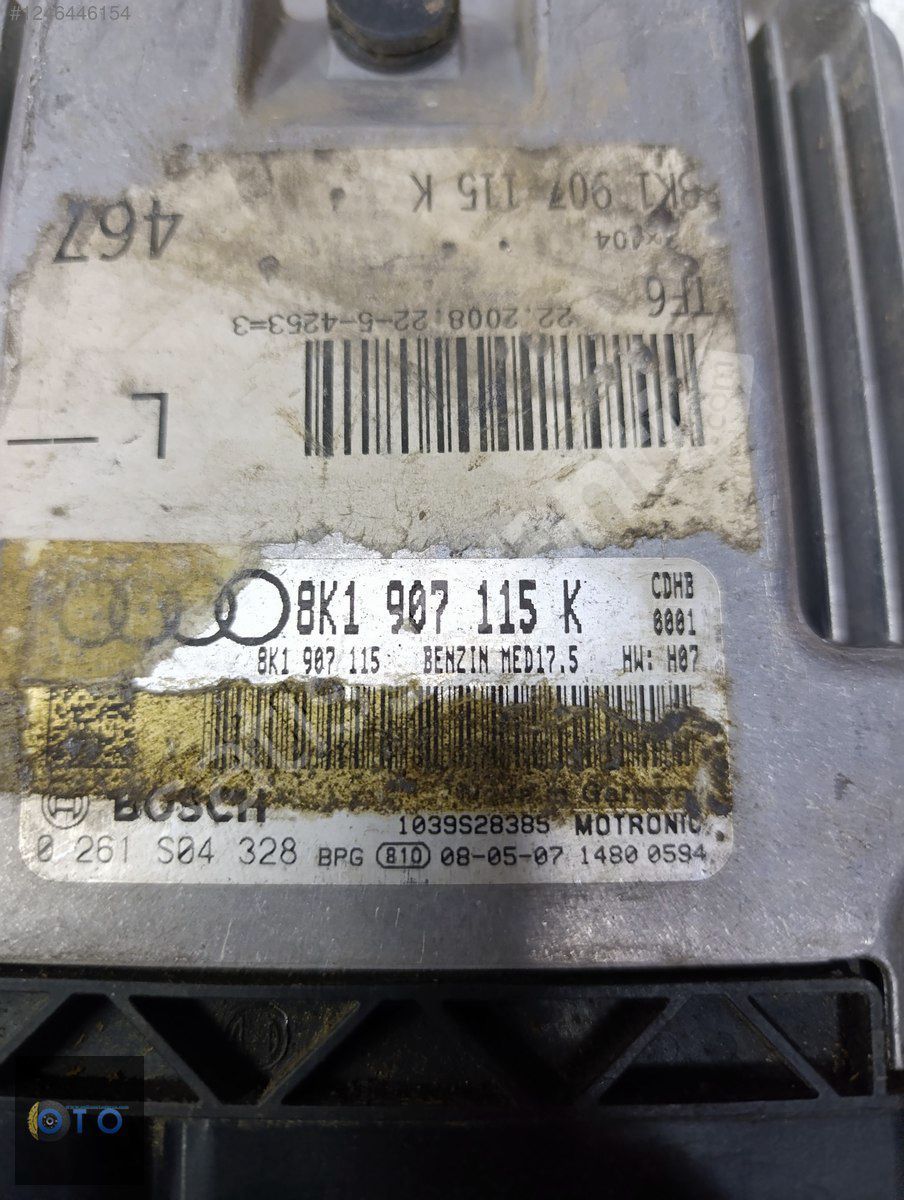 #1246446154
8K1 907 115 K
467
TF6
22.2008:22-5-4253=3
L
8K1 907 115 K
CDHB
0001
8K1 907 115 BENZIN MED17.5 HW: H07
BOSCH
1039S28385 MOTRONIC
0 261 S04 328 BPG 810 08-05-07 1480 0594
OTO